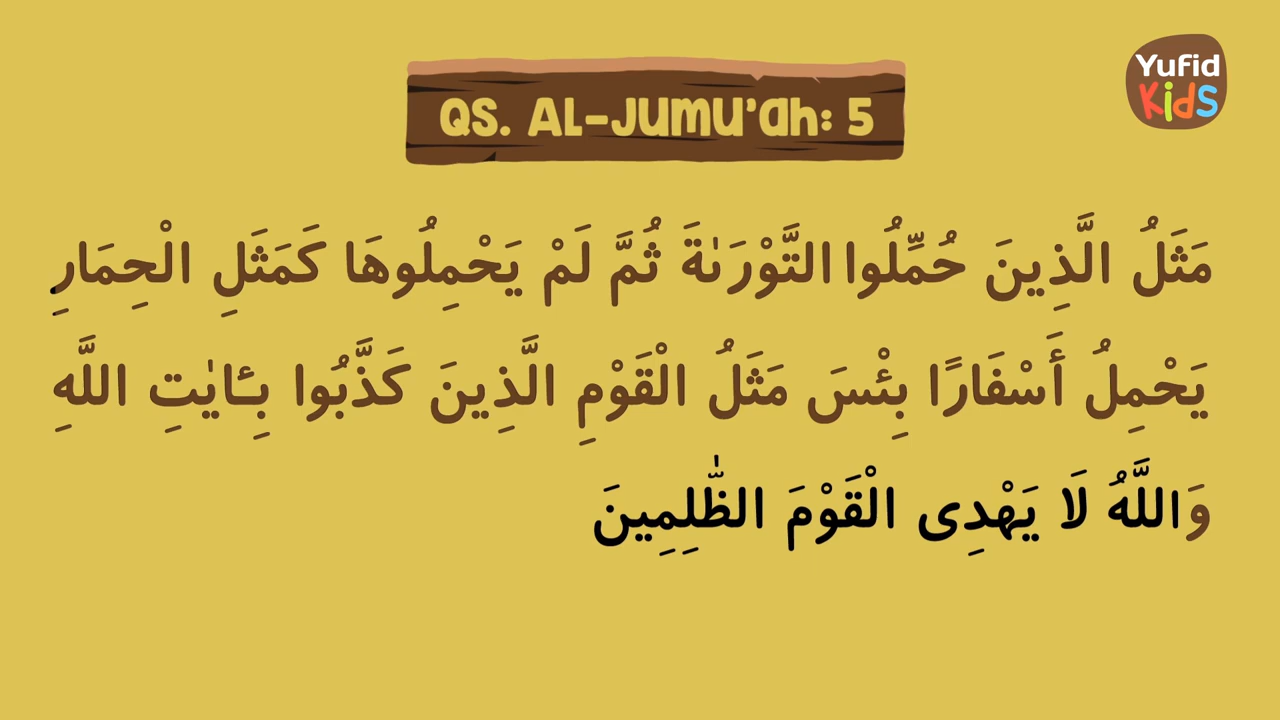 Yufid
Kids
QS. AL-JUMU'ah: 5
مَثَلُ الَّذِينَ حُمِّلُوا التَّوْرَىٰةَ ثُمَّ لَمْ يَحْمِلُوهَا كَمَثَلِ الْحِمَارِ
يَحْمِلُ أَسْفَارًا بِئْسَ مَثَلُ الْقَوْمِ الَّذِينَ كَذَّبُوا بِـَٔايٰتِ اللَّهِ
وَاللَّهُ لَا يَهْدِى الْقَوْمَ الظّٰلِمِينَ